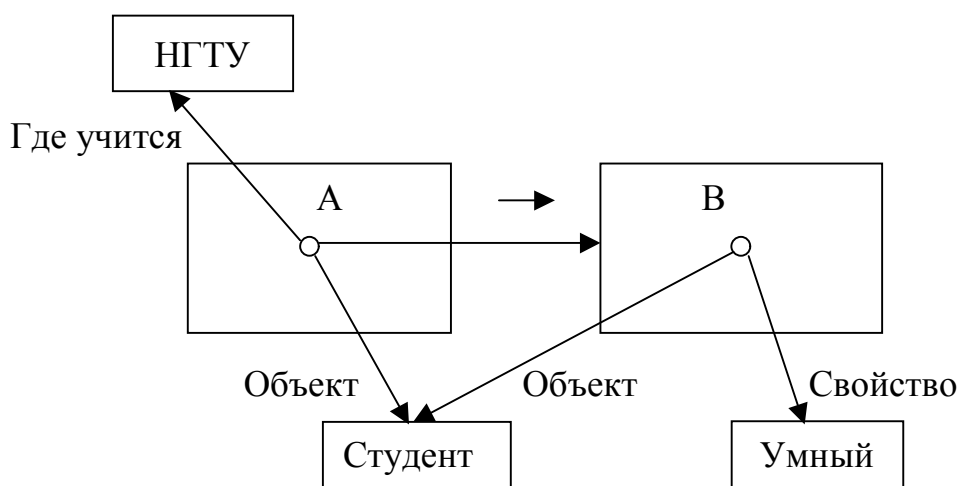 НГТУ
Где учится
А
В
Объект
Объект
Свойство
Студент
Умный